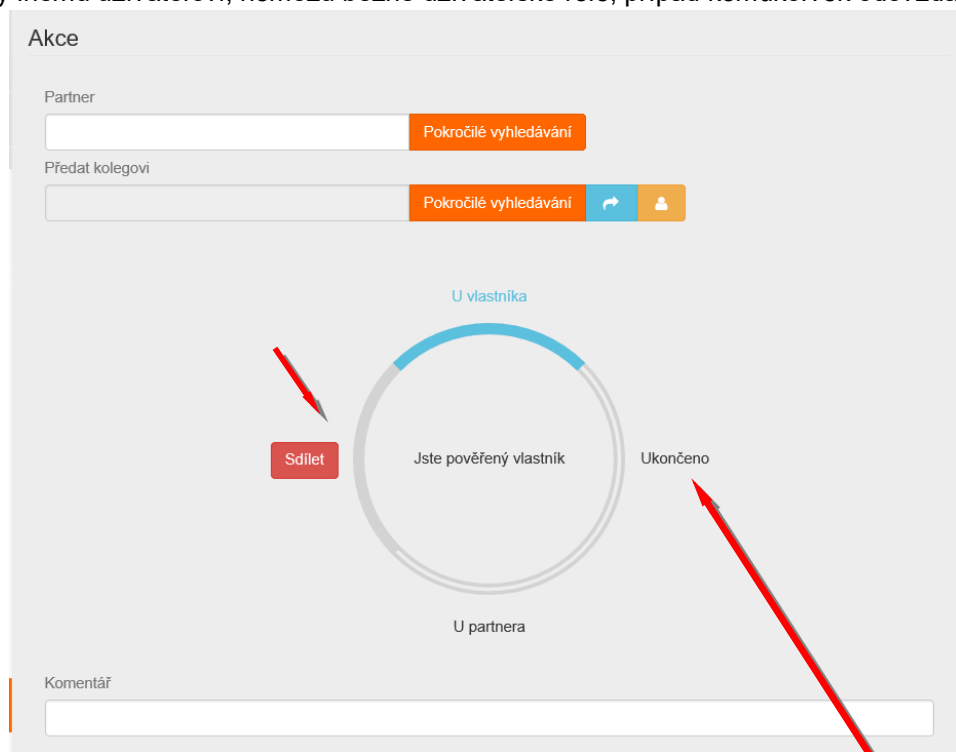 Akce
Partner
Pokročilé vyhledávání
Předat kolegovi
Pokročilé vyhledávání
U vlastníka
Sdílet
Jste pověřený vlastník
Ukončeno
U partnera
Komentář